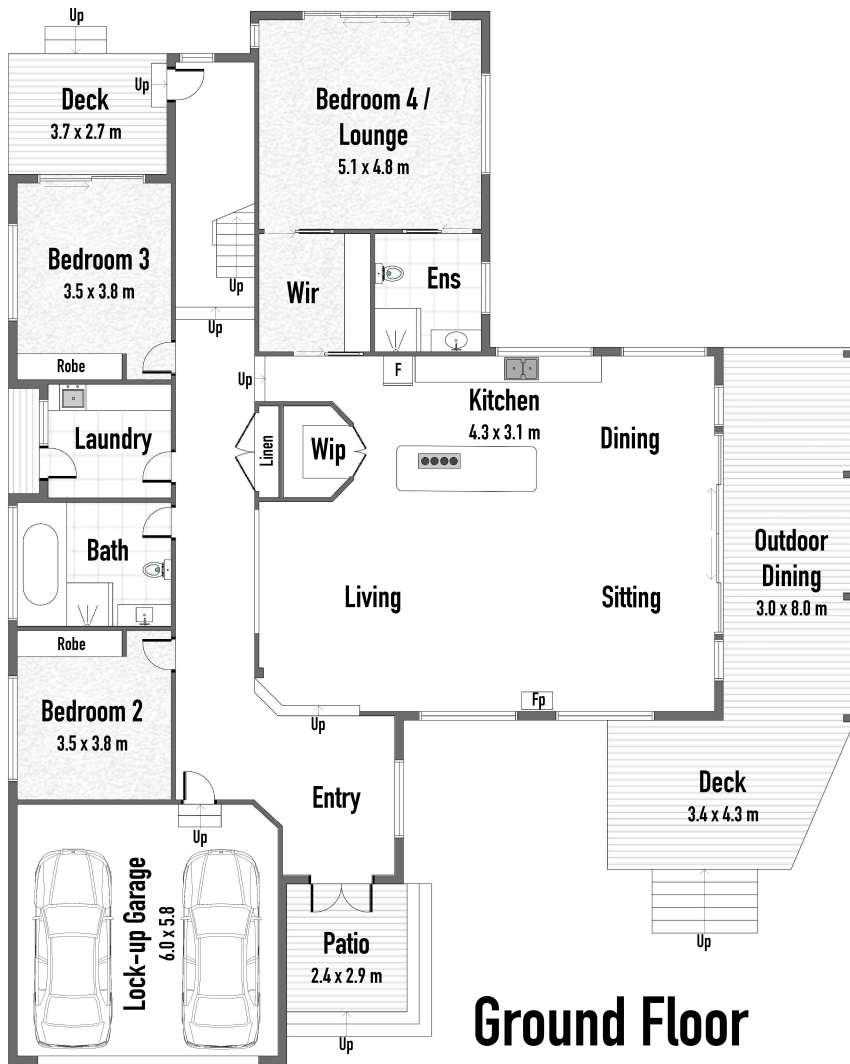 Up
Deck
3.7 x 2.7 m
Up
Bedroom 4 /
Lounge
5.1 x 4.8 m
Bedroom 3
3.5 x 3.8 m
Up
Wir
Ens
Up
Robe
Up
F
Kitchen
4.3 x 3.1 m
Dining
Laundry
Linen
Wip
Bath
Outdoor
Dining
3.0 x 8.0 m
Living
Sitting
Robe
Bedroom 2
3.5 x 3.8 m
Fp
Up
Deck
3.4 x 4.3 m
Entry
Up
Lock-up Garage
6.0 x 5.8
Patio
2.4 x 2.9 m
Up
Up
Ground Floor